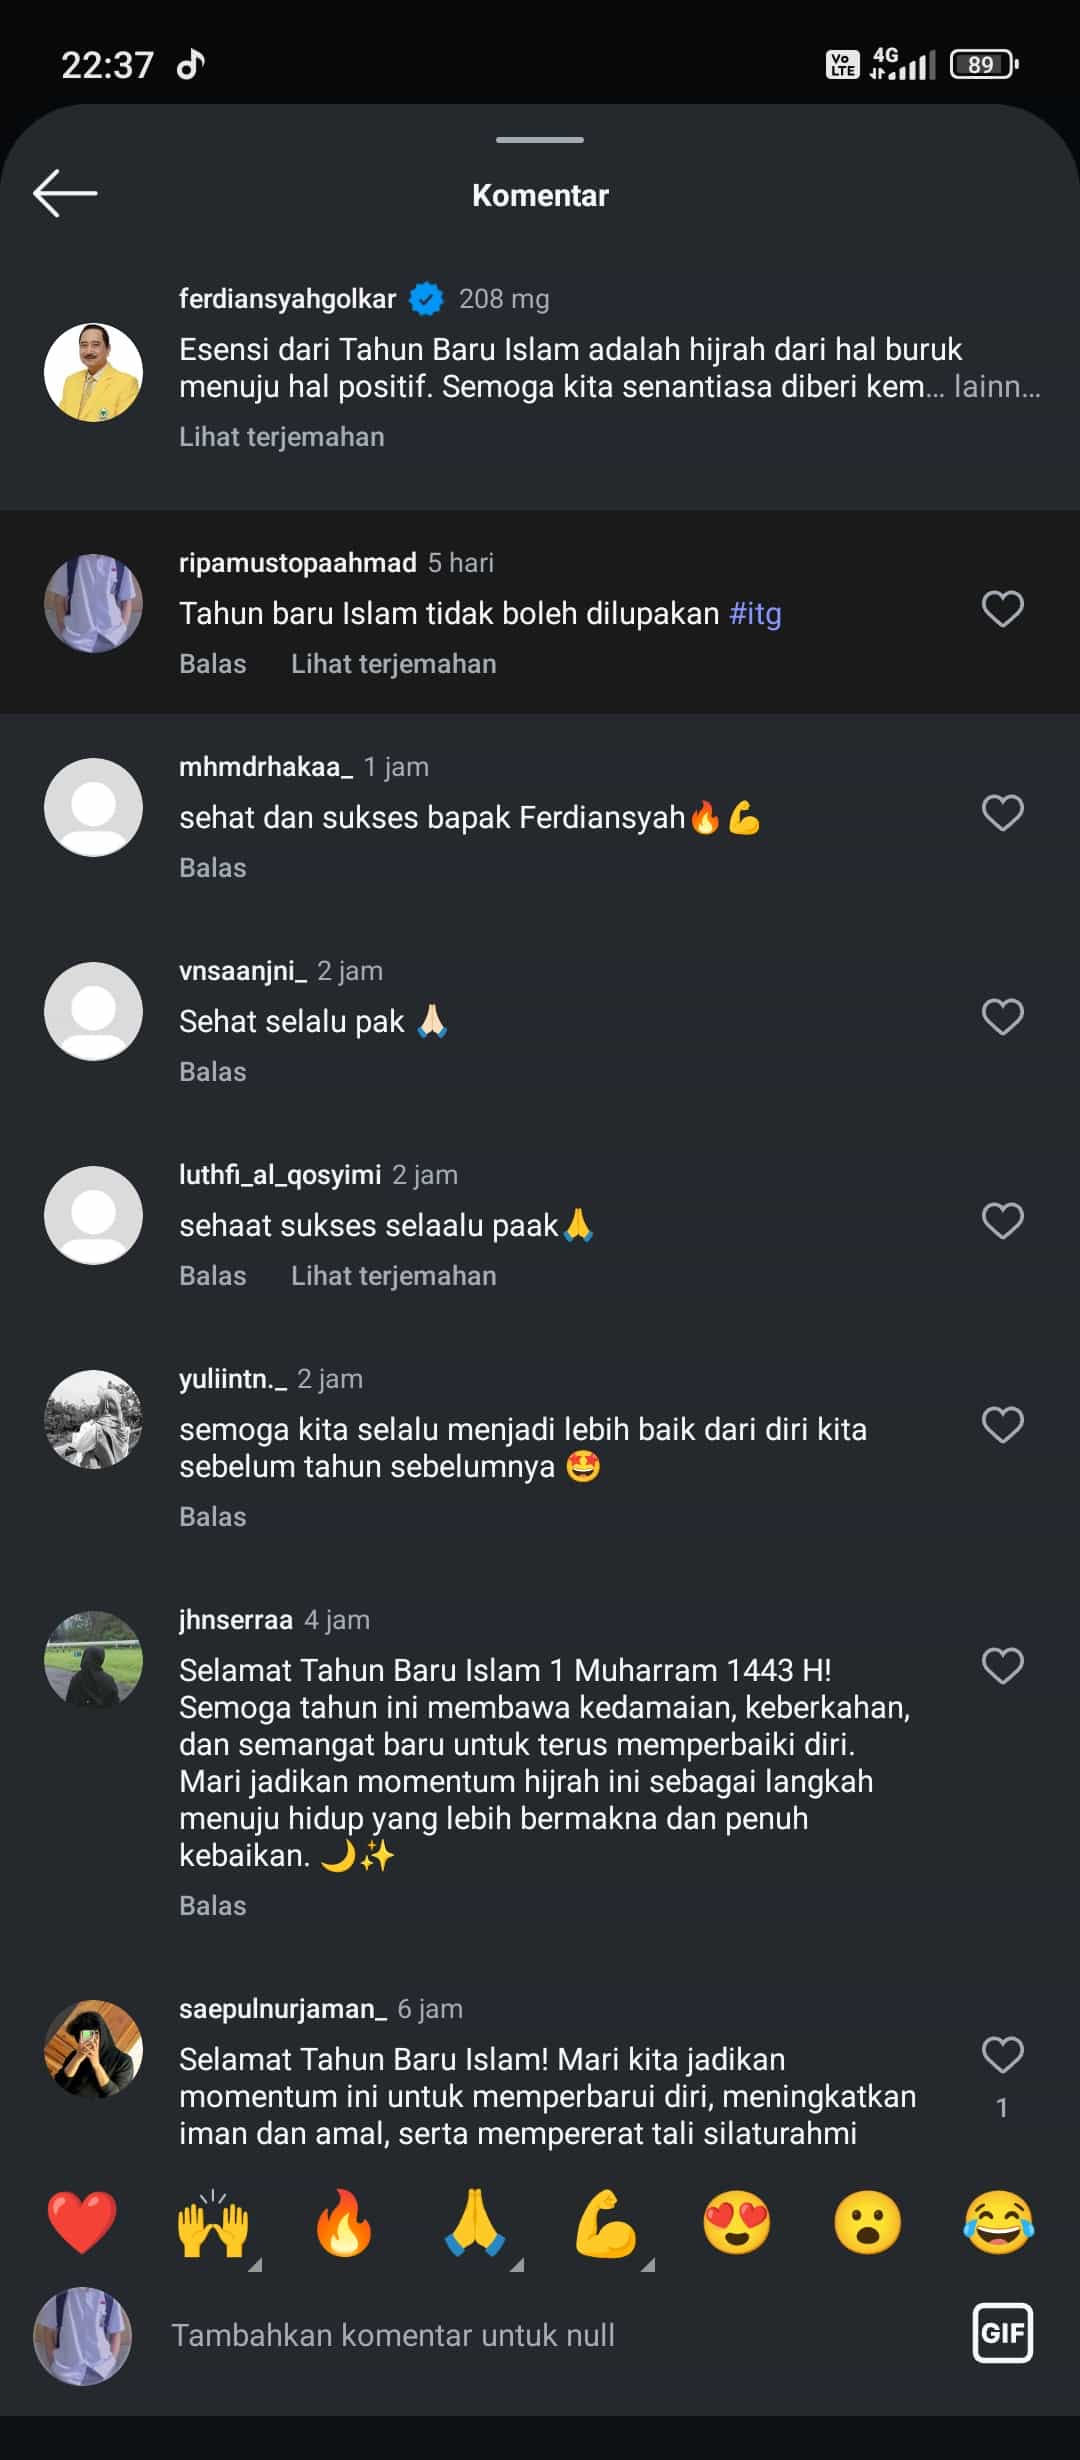 22:37
Vo LTE 4G 89
Komentar
ferdiansyahgolkar 208 mg
Esensi dari Tahun Baru Islam adalah hijrah dari hal buruk
menuju hal positif. Semoga kita senantiasa diberi kem... lainn...
Lihat terjemahan
ripamustopaahmad 5 hari
Tahun baru Islam tidak boleh dilupakan #itg
Balas Lihat terjemahan
mhmdrhakaa_ 1 jam
sehat dan sukses bapak Ferdiansyah🔥💪
Balas
vnsaanjni_ 2 jam
Sehat selalu pak 🙏🏻
Balas
luthfi_al_qosyimi 2 jam
sehaat sukses selaalu paak🙏
Balas Lihat terjemahan
yuliintn._ 2 jam
semoga kita selalu menjadi lebih baik dari diri kita
sebelum tahun sebelumnya 🤩
Balas
jhnserraa 4 jam
Selamat Tahun Baru Islam 1 Muharram 1443 H!
Semoga tahun ini membawa kedamaian, keberkahan,
dan semangat baru untuk terus memperbaiki diri.
Mari jadikan momentum hijrah ini sebagai langkah
menuju hidup yang lebih bermakna dan penuh
kebaikan. 🌙✨
Balas
saepulnurjaman_ 6 jam
Selamat Tahun Baru Islam! Mari kita jadikan
momentum ini untuk memperbarui diri, meningkatkan
iman dan amal, serta mempererat tali silaturahmi
1
❤️🙌🔥🙏💪😍😮😂
Tambahkan komentar untuk null
GIF